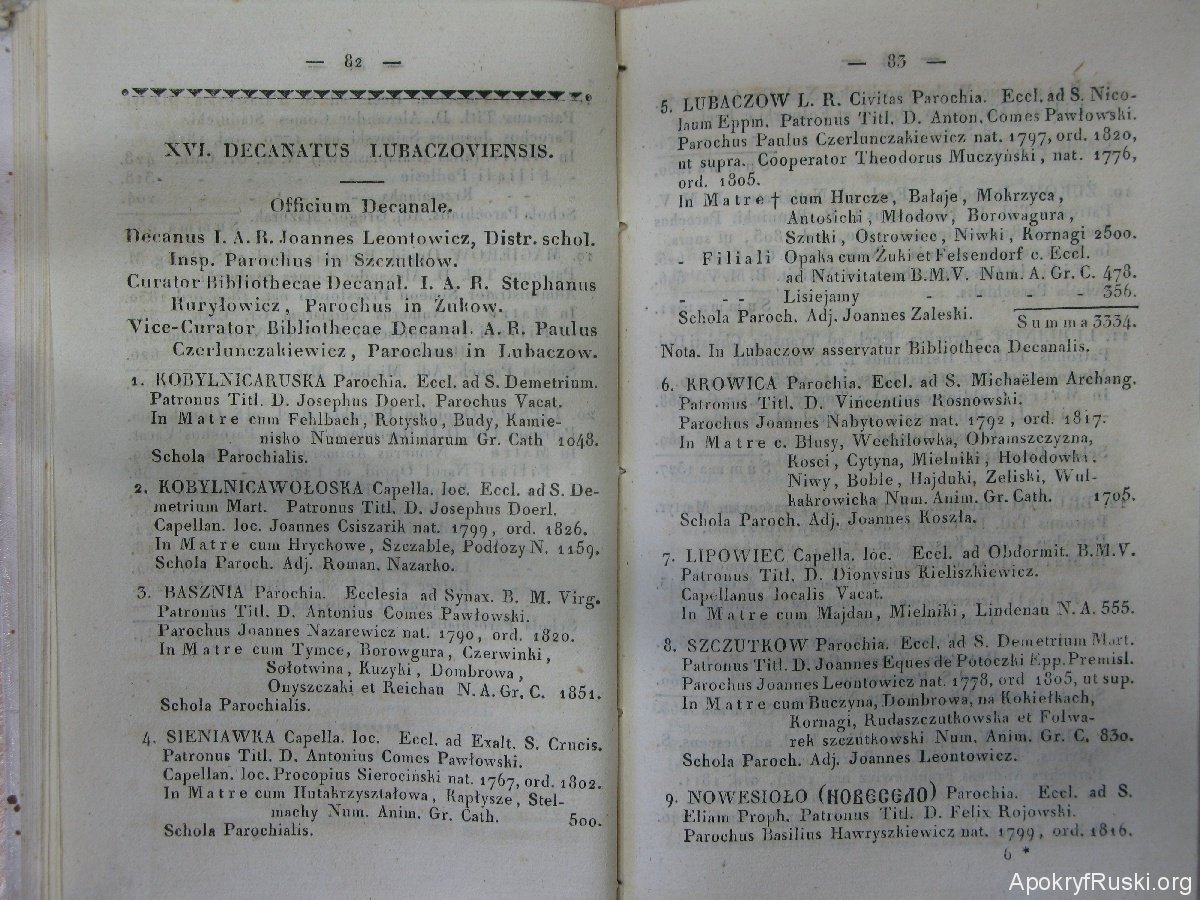 — 82 —
XVI. DECANATUS LUBACZOVIENSIS.
Officium Decanale.
Decanus I. A. R. Joannes Leontowicz, Distr. schol.
Insp. Parochus in Szczutkow.
Curator Bibliothecae Decanal. I. A. R. Stephanus
Kuryłowicz, Parochus in Żukow.
Vice-Curator Bibliothecae Decanal. A. R. Paulus
Czerlunczakiewicz, Parochus in Lubaczow.
1. KOBYLNICARUSKA Parochia. Eccl. ad S. Demetrium.
Patronus Titl. D. Josephus Doerl. Parochus Vacat.
In Matre cum Fehlbach, Rotysko, Budy, Kamie-
nisko Numerus Animarum Gr. Cath 1048.
Schola Parochialis.
2. KOBYLNICAWOŁOSKA Capella. loc. Eccl. ad S. De-
metrium Mart. Patronus Titl. D. Josephus Doerl.
Capellan. loc. Joannes Csiszarik nat. 1799, ord. 1826.
In Matre cum Hryckowe, Szczable, Podłozy N. 1159.
Schola Paroch. Adj. Roman. Nazarko.
3. BASZNIA Parochia. Ecclesia ad Synax. B. M. Virg.
Patronus Titl. D. Antonius Comes Pawłowski.
Parochus Joannes Nazarewicz nat. 1790, ord. 1820.
In Matre cum Tymce, Borowgura, Czerwinki,
Sołotwina, Kuzyki, Dombrowa,
Onyszczaki et Reichau N. A. Gr. C. 1851.
Schola Parochialis.
4. SIENIAWKA Capella. loc. Eccl. ad Exalt. S. Crucis.
Patronus Titl. D. Antonius Comes Pawłowski.
Capellan. loc. Procopius Sierociński nat. 1767, ord. 1802.
In Matre cum Hutakrzyształowa, Kapłysze, Stel-
machy Num. Anim. Gr. Cath. 500.
Schola Parochialis.
— 83 —
5. LUBACZOW L. R. Civitas Parochia. Eccl. ad S. Nico-
laum Eppm. Patronus Titl. D. Anton. Comes Pawłowski.
Parochus Paulus Czerlunczakiewicz nat. 1797, ord. 1820,
ut supra. Cooperator Theodorus Muczyński, nat. 1776,
ord. 1805.
In Matre † cum Hurcze, Bałaje, Mokrzyca,
Antosichi, Młodow, Borowagura,
Szutki, Ostrowiec, Niwki, Kornagi 2500.
- Filiali Opaka cum Żuki et Felsendorf c. Eccl.
ad Nativitatem B. M. V. Num. A. Gr. C. 478.
- - - Lisiejamy - - - 356.
Schola Paroch. Adj. Joannes Zaleski. Summa 3334.
Nota. In Lubaczow asservatur Bibliotheca Decanalis.
6. KROWICA Parochia. Eccl. ad S. Michaëlem Archang.
Patronus Titl. D. Vincentius Rosnowski.
Parochus Joannes Nabytowicz nat. 1792, ord. 1817.
In Matre c. Błusy, Wechiłowka, Obramszczyzna,
Kosci, Cytyna, Mielniki, Hołodowki.
Niwy, Boble, Hajduki, Zeliski, Wul-
kakrowicka Num. Anim. Gr. Cath. 1705.
Schola Paroch. Adj. Joannes Koszła.
7. LIPOWIEC Capella. loc. Eccl. ad Obdormit. B. M. V.
Patronus Titl. D. Dionysius Kieliszkiewicz.
Capellanus localis Vacat.
In Matre cum Majdan, Mielniki, Lindenau N. A. 555.
8. SZCZUTKOW Parochia. Eccl. ad S. Demetrium Mart.
Patronus Titl. D. Joannes Eques de Potoczki Epp. Premisl.
Parochus Joannes Leontowicz nat. 1778, ord 1805, ut sup.
In Matre cum Buczyna, Dombrowa, na Kokiełkach,
Kornagi, Rudaszczutkowska et Folwa-
rek szczutkowski Num. Anim. Gr. C. 830.
Schola Paroch. Adj. Joannes Leontowicz.
9. NOWESIOŁO (НОВЕСЕЛО) Parochia. Eccl. ad S.
Eliam Proph. Patronus Titl. D. Felix Rojowski.
Parochus Basilius Hawryszkiewicz nat. 1799, ord. 1816.
6 *
ApokryfRuski.org